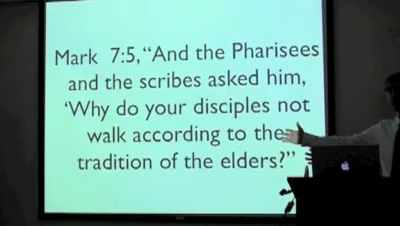 Mark 7:5, “And the Pharisees
and the scribes asked him,
‘Why do your disciples not
walk according to the
tradition of the elders?”